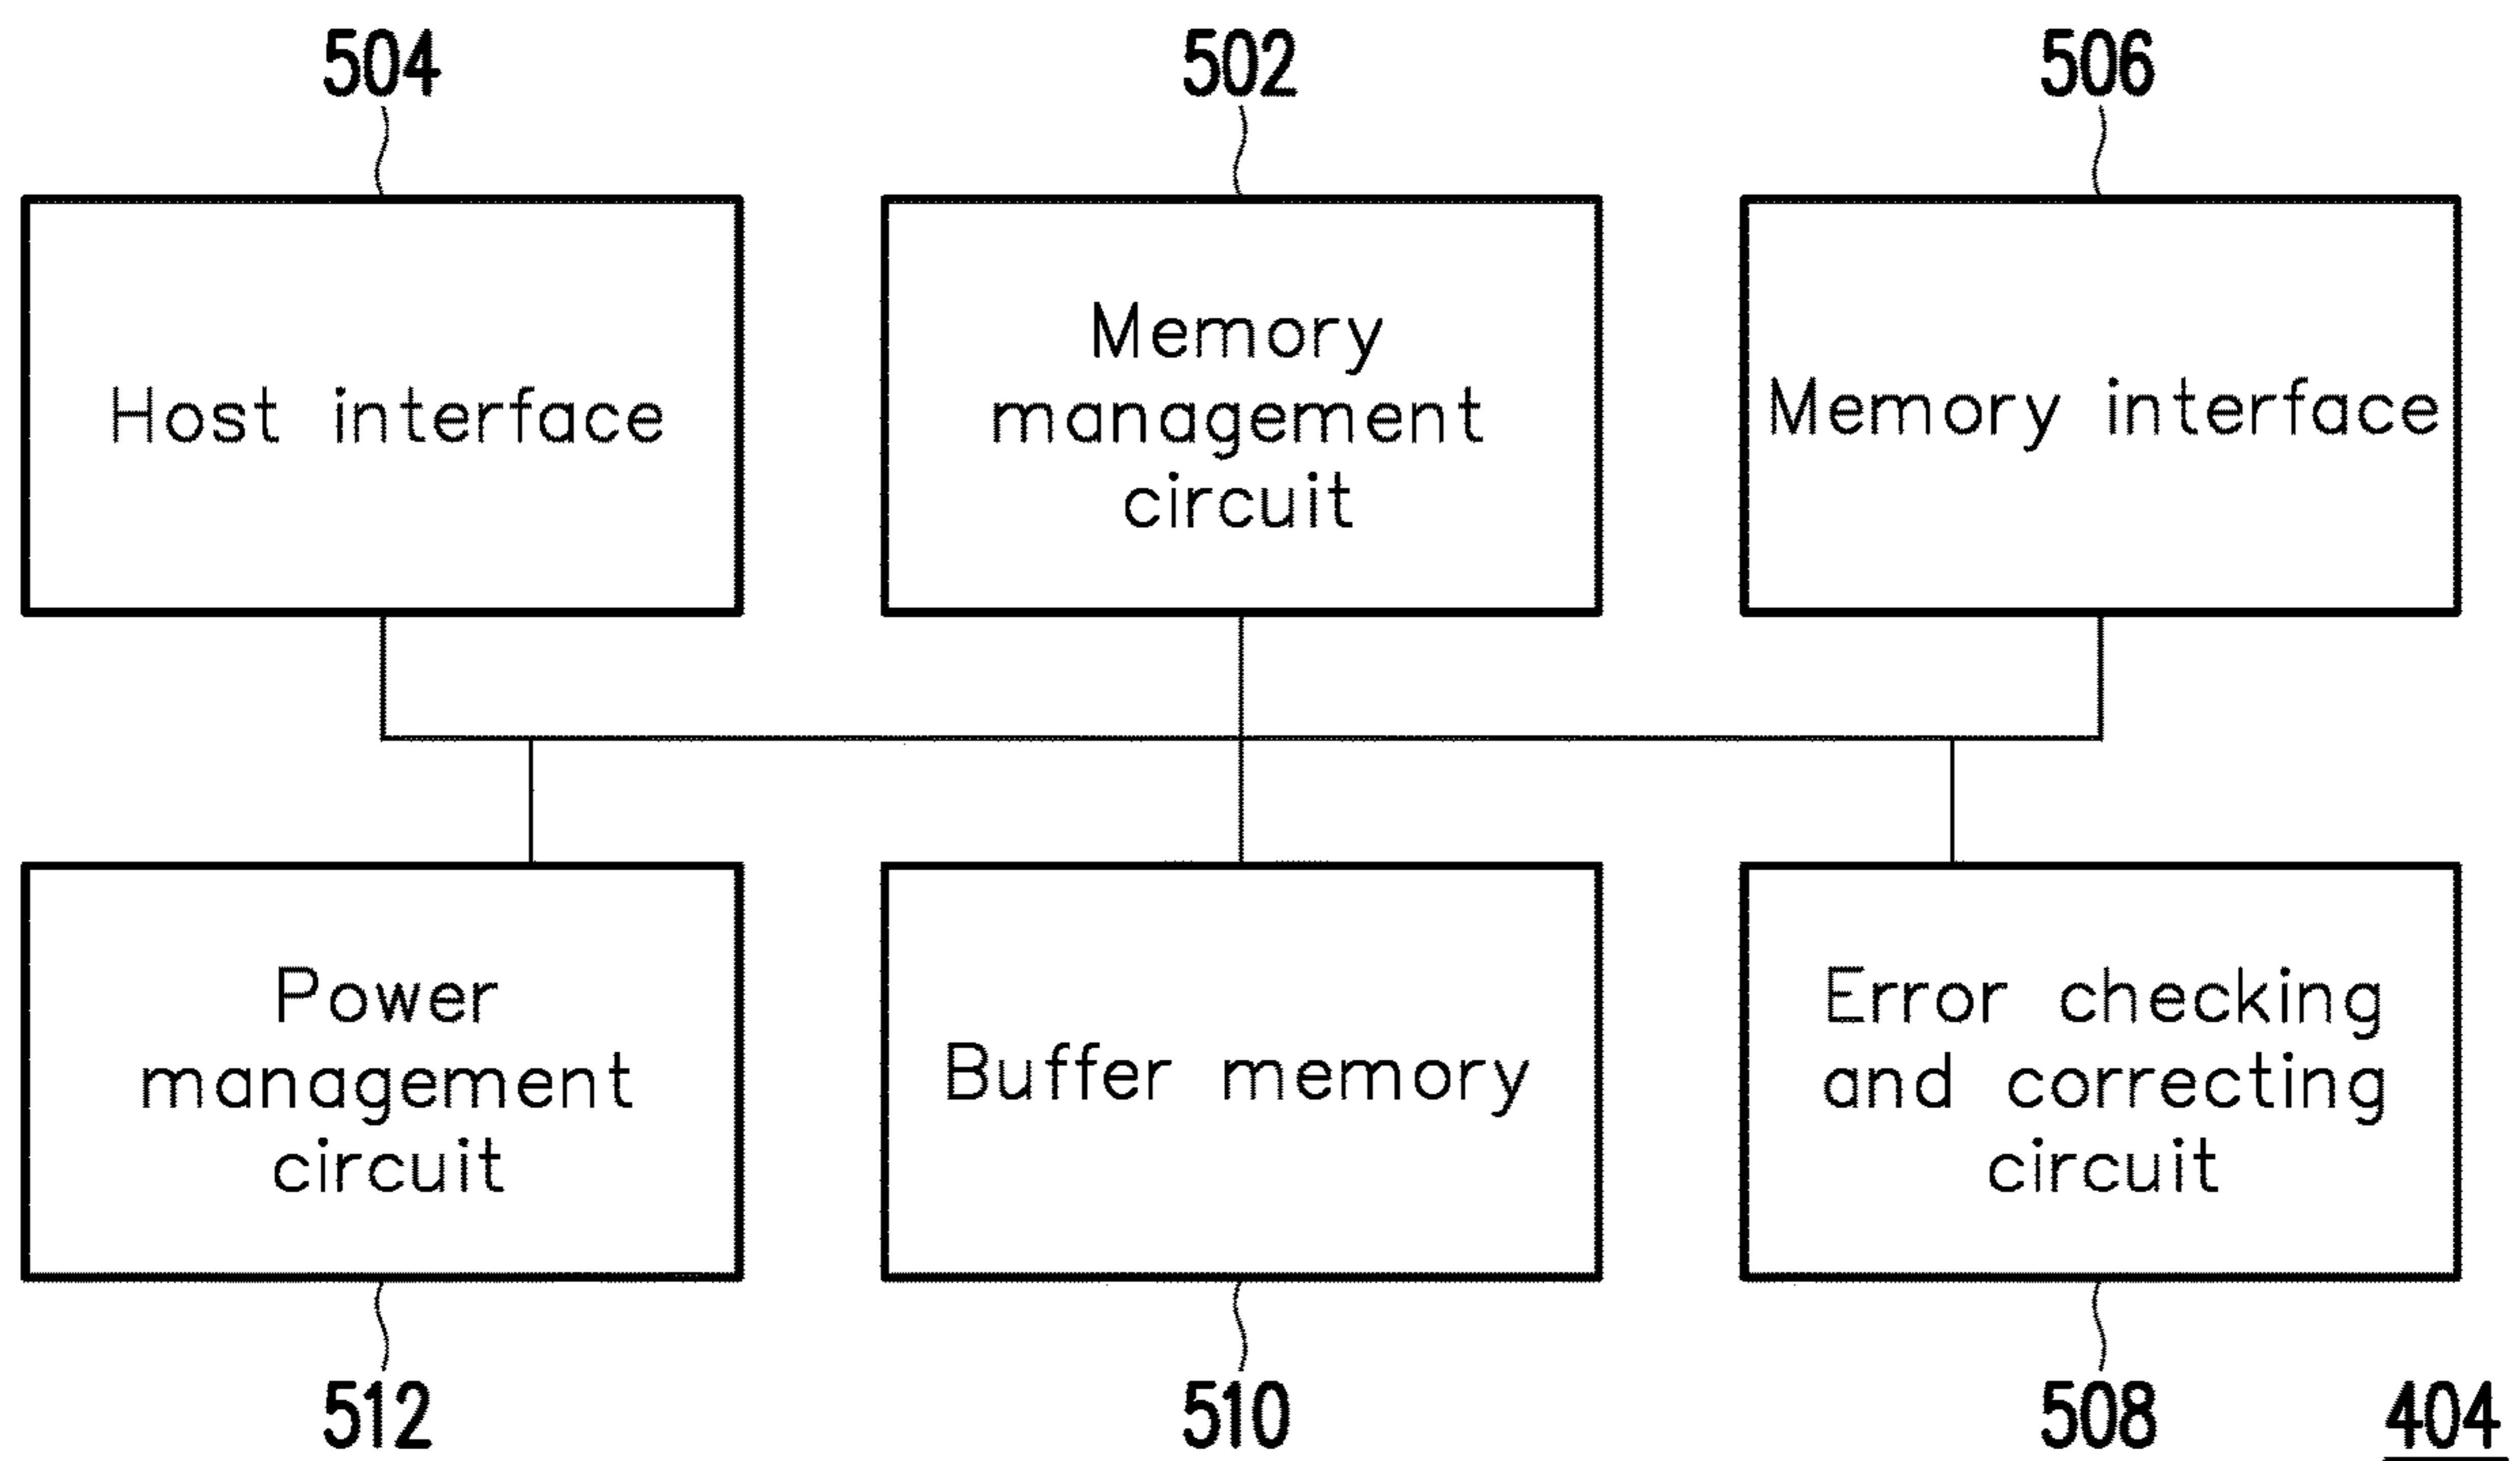 504
502
506
Host interface
Memory
management
circuit
Memory interface
Power
management
circuit
Buffer memory
Error checking
and correcting
circuit
512
510
508
404